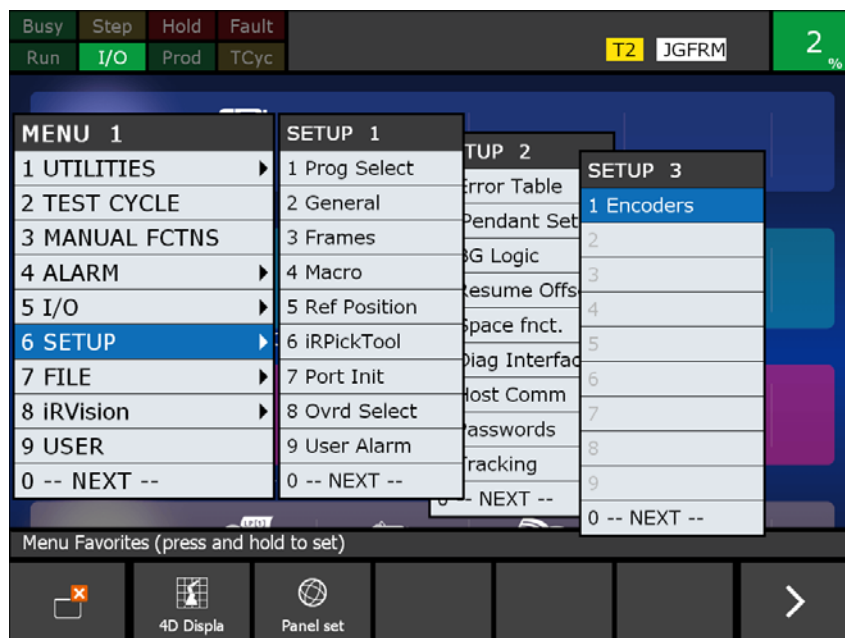 Busy Step Hold Fault
Run I/O Prod TCyc
T2 JGFRM
2 %
MENU 1
1 UTILITIES
2 TEST CYCLE
3 MANUAL FCTNS
4 ALARM
5 I/O
6 SETUP
7 FILE
8 iRVision
9 USER
0 -- NEXT --
SETUP 1
1 Prog Select
2 General
3 Frames
4 Macro
5 Ref Position
6 iRPickTool
7 Port Init
8 Ovrd Select
9 User Alarm
0 -- NEXT --
TUP 2
Error Table
Pendant Set
BG Logic
Resume Offs
Space fnct.
Diag Interfac
Host Comm
Passwords
Tracking
0 -- NEXT --
SETUP 3
1 Encoders
2
3
4
5
6
7
8
9
0 -- NEXT --
Menu Favorites (press and hold to set)
4D Displa
Panel set